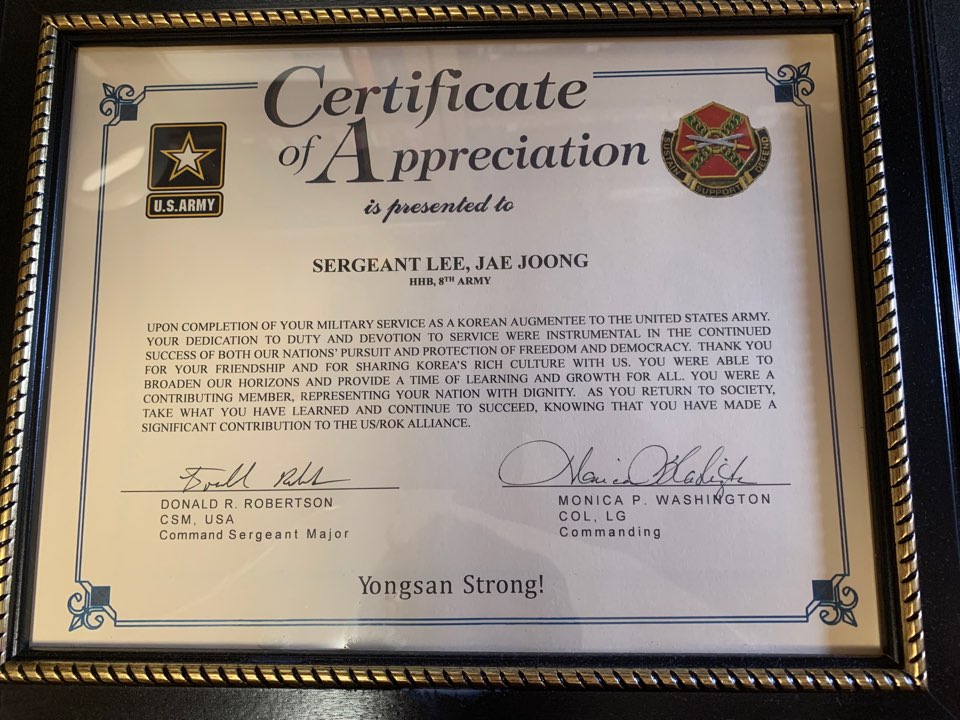 Certificate
of Appreciation
U.S.ARMY
SUSTAIN SUPPORT DEFEND
is presented to
SERGEANT LEE, JAE JOONG
HHB, 8TH ARMY
UPON COMPLETION OF YOUR MILITARY SERVICE AS A KOREAN AUGMENTEE TO THE UNITED STATES ARMY.
YOUR DEDICATION TO DUTY AND DEVOTION TO SERVICE WERE INSTRUMENTAL IN THE CONTINUED
SUCCESS OF BOTH OUR NATIONS' PURSUIT AND PROTECTION OF FREEDOM AND DEMOCRACY. THANK YOU
FOR YOUR FRIENDSHIP AND FOR SHARING KOREA'S RICH CULTURE WITH US. YOU WERE ABLE TO
BROADEN OUR HORIZONS AND PROVIDE A TIME OF LEARNING AND GROWTH FOR ALL. YOU WERE A
CONTRIBUTING MEMBER, REPRESENTING YOUR NATION WITH DIGNITY. AS YOU RETURN TO SOCIETY,
TAKE WHAT YOU HAVE LEARNED AND CONTINUE TO SUCCEED, KNOWING THAT YOU HAVE MADE A
SIGNIFICANT CONTRIBUTION TO THE US/ROK ALLIANCE.
DONALD R. ROBERTSON
CSM, USA
Command Sergeant Major
MONICA P. WASHINGTON
COL, LG
Commanding
Yongsan Strong!